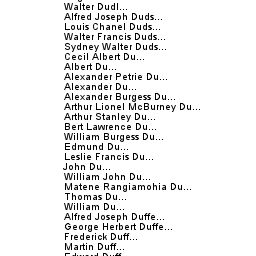 Walter Dudl...
Alfred Joseph Duds...
Louis Chanel Duds...
Walter Francis Duds...
Sydney Walter Duds...
Cecil Albert Du...
Albert Du...
Alexander Petrie Du...
Alexander Du...
Alexander Burgess Du...
Arthur Lionel McBurney Du...
Arthur Stanley Du...
Bert Lawrence Du...
William Burgess Du...
Edmund Du...
Leslie Francis Du...
John Du...
William John Du...
Matene Rangiamohia Du...
Thomas Du...
William Du...
Alfred Joseph Duffe...
George Herbert Duffe...
Frederick Duff...
Martin Duff...
Edward Duff...